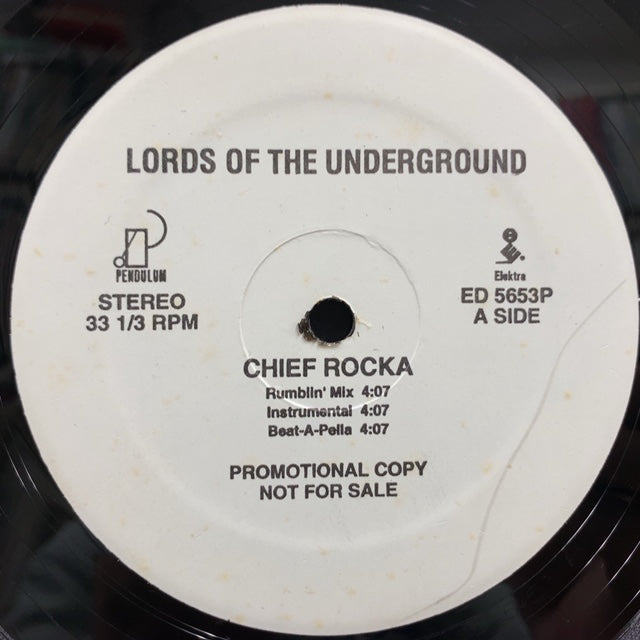 LORDS OF THE UNDERGROUND
PENDULUM
STEREO
33 1/3 RPM
Elektra
ED 5653P
A SIDE
CHIEF ROCKA
Rumblin' Mix 4:07
Instrumental 4:07
Beat-A-Pella 4:07
PROMOTIONAL COPY
NOT FOR SALE